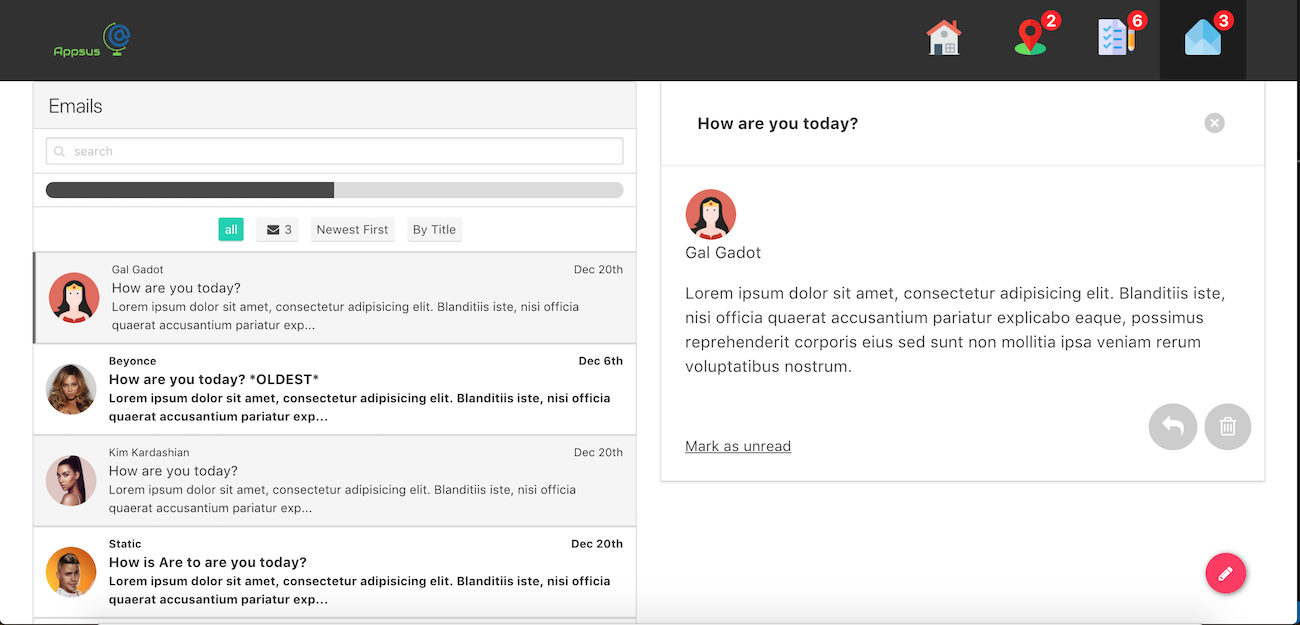 Appsus
2
6
3
Emails
search
all
3
Newest First
By Title
Gal Gadot
Dec 20th
How are you today?
Lorem ipsum dolor sit amet, consectetur adipisicing elit. Blanditiis iste, nisi officia
quaerat accusantium pariatur exp...
Beyonce
Dec 6th
How are you today? *OLDEST*
Lorem ipsum dolor sit amet, consectetur adipisicing elit. Blanditiis iste, nisi officia
quaerat accusantium pariatur exp...
Kim Kardashian
Dec 20th
How are you today?
Lorem ipsum dolor sit amet, consectetur adipisicing elit. Blanditiis iste, nisi officia
quaerat accusantium pariatur exp...
Static
Dec 20th
How is Are to are you today?
Lorem ipsum dolor sit amet, consectetur adipisicing elit. Blanditiis iste, nisi officia
quaerat accusantium pariatur exp...
How are you today?
Gal Gadot
Lorem ipsum dolor sit amet, consectetur adipisicing elit. Blanditiis iste,
nisi officia quaerat accusantium pariatur explicabo eaque, possimus
reprehenderit corporis eius sed sunt non mollitia ipsa veniam rerum
voluptatibus nostrum.
Mark as unread